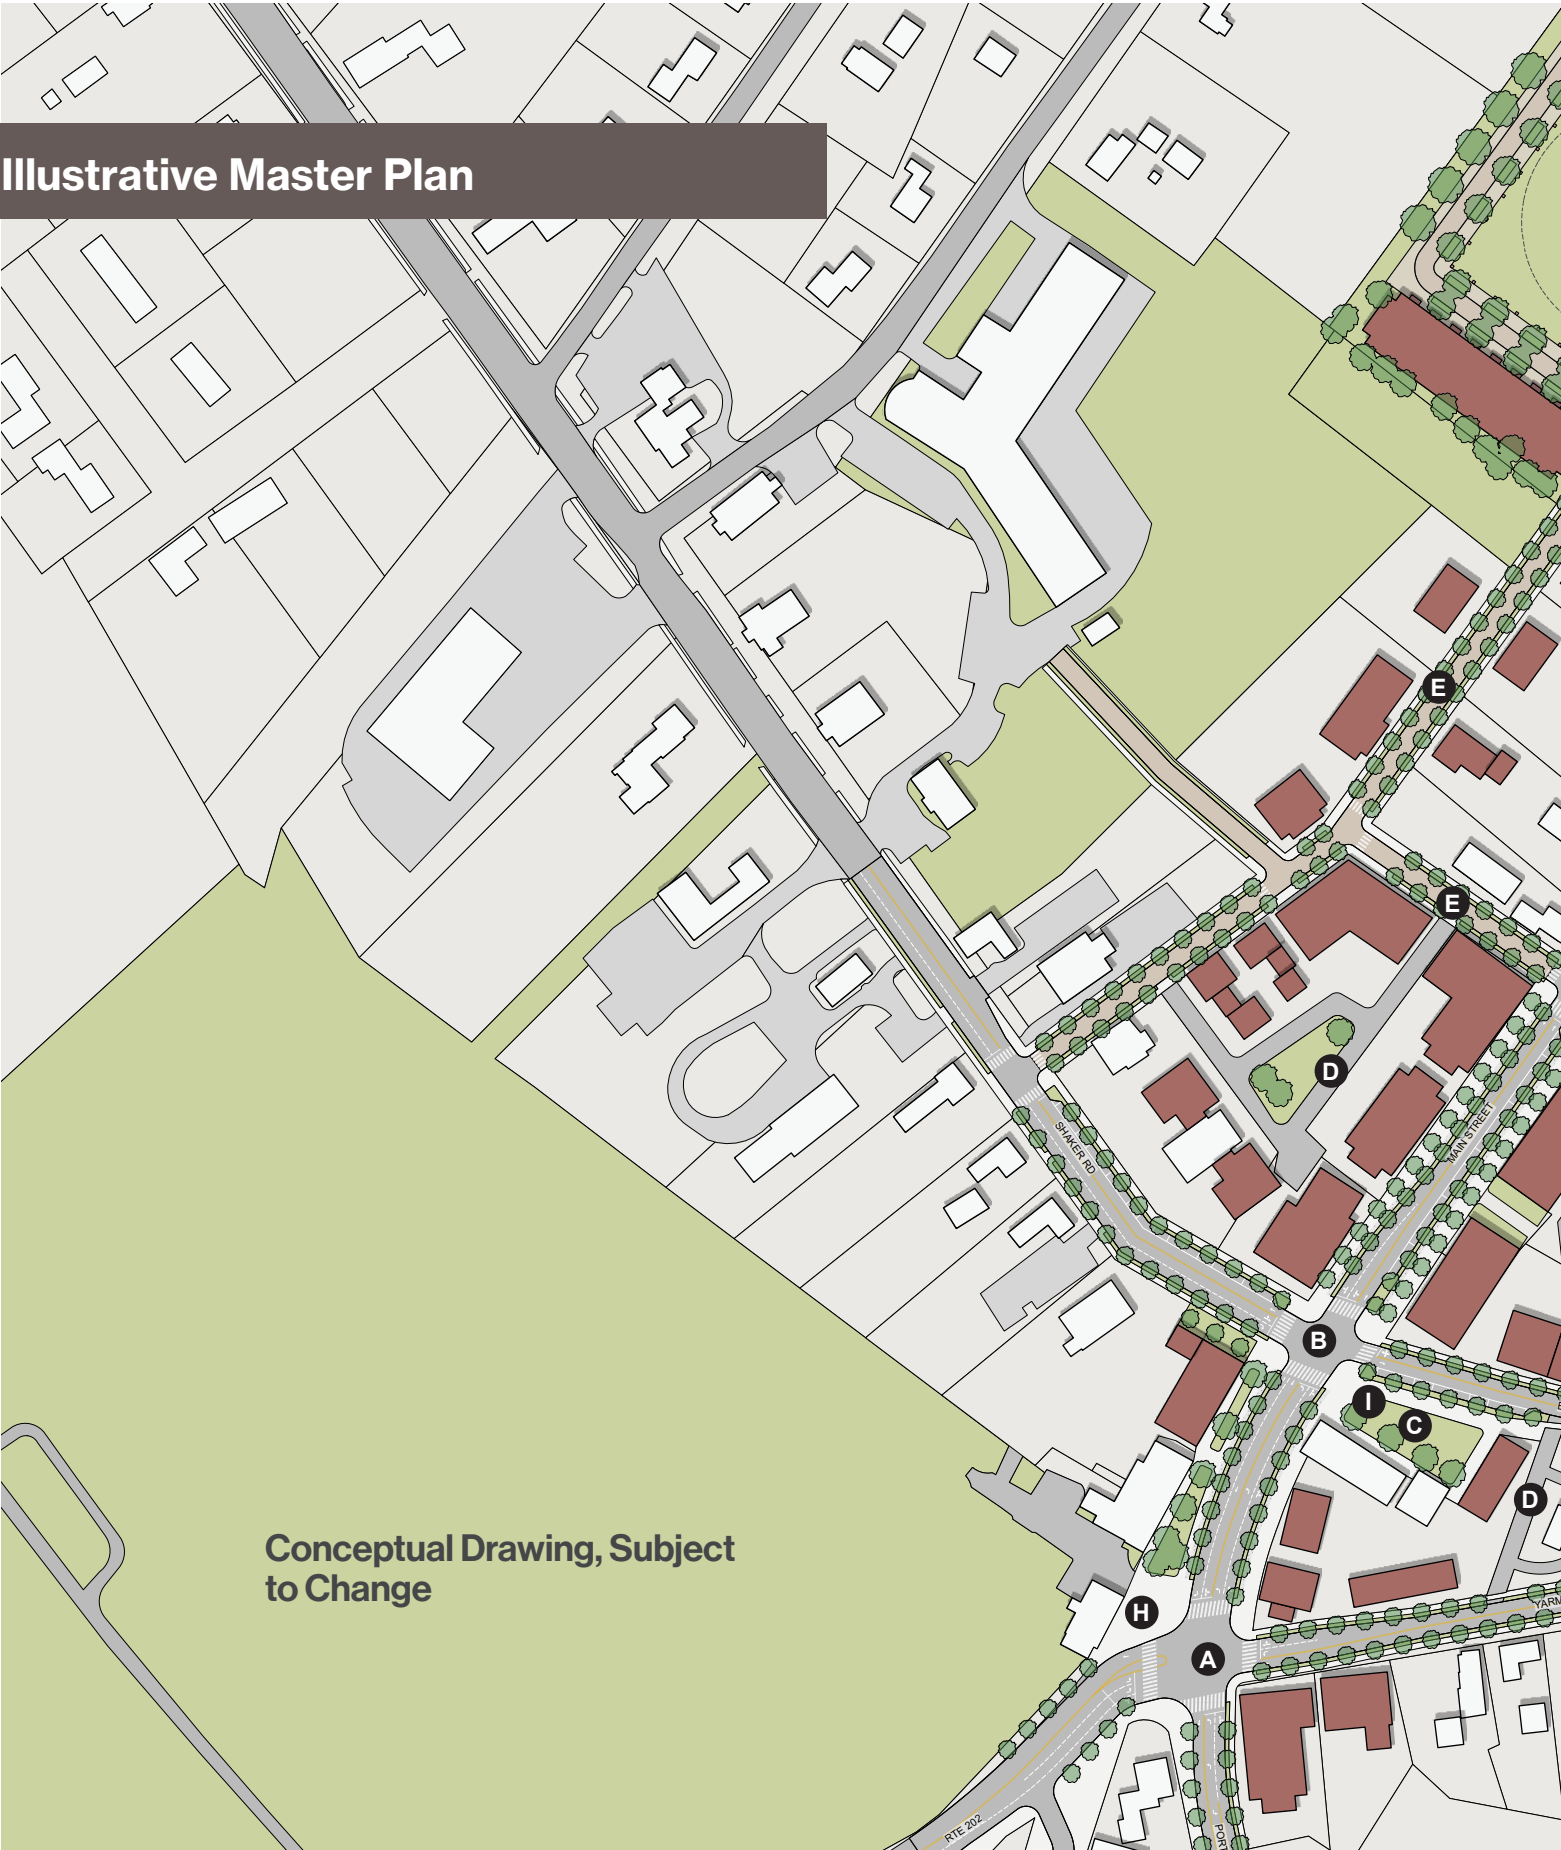 Illustrative Master Plan
E
E
D
MAIN STREET
SHAKER RD
B
I
C
D
Conceptual Drawing, Subject
to Change
H
A
RTE 202